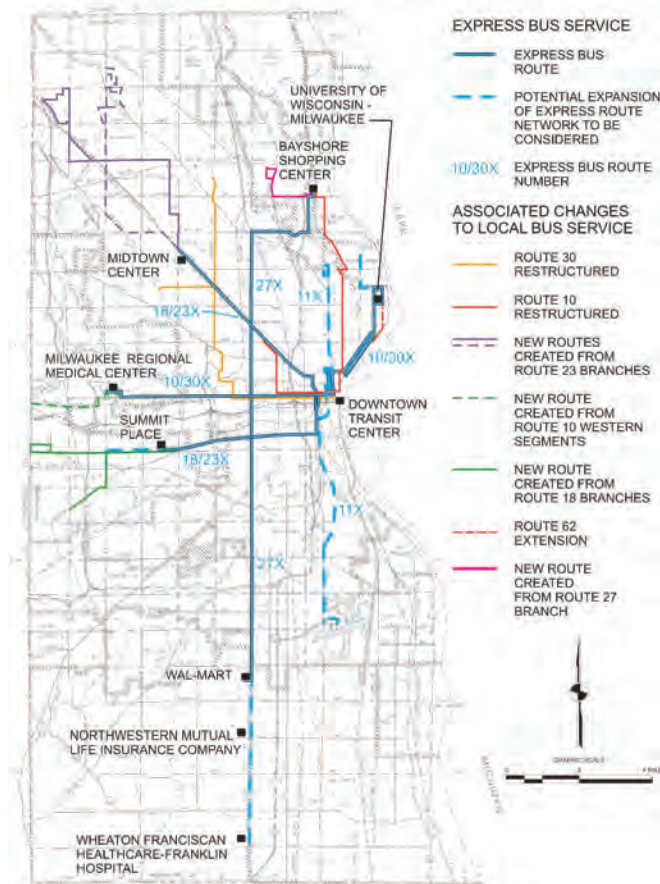 EXPRESS BUS SERVICE
EXPRESS BUS
ROUTE
POTENTIAL EXPANSION
OF EXPRESS ROUTE
NETWORK TO BE
CONSIDERED
10/30X
EXPRESS BUS ROUTE
NUMBER
ASSOCIATED CHANGES
TO LOCAL BUS SERVICE
ROUTE 30
RESTRUCTURED
ROUTE 10
RESTRUCTURED
NEW ROUTES
CREATED FROM
ROUTE 23 BRANCHES
NEW ROUTE
CREATED FROM
ROUTE 10 WESTERN
SEGMENTS
NEW ROUTE
CREATED FROM
ROUTE 18 BRANCHES
ROUTE 62
EXTENSION
NEW ROUTE
CREATED
FROM ROUTE 27
BRANCH
GRAPHIC SCALE
UNIVERSITY OF
WISCONSIN -
MILWAUKEE
BAYSHORE
SHOPPING
CENTER
MIDTOWN
CENTER
27X
11X
18/23X
10/30X
MILWAUKEE REGIONAL
MEDICAL CENTER
10/30X
DOWNTOWN
TRANSIT
CENTER
SUMMIT
PLACE
18/23X
11X
27X
WAL-MART
NORTHWESTERN MUTUAL
LIFE INSURANCE COMPANY
WHEATON FRANCISCAN
HEALTHCARE-FRANKLIN
HOSPITAL